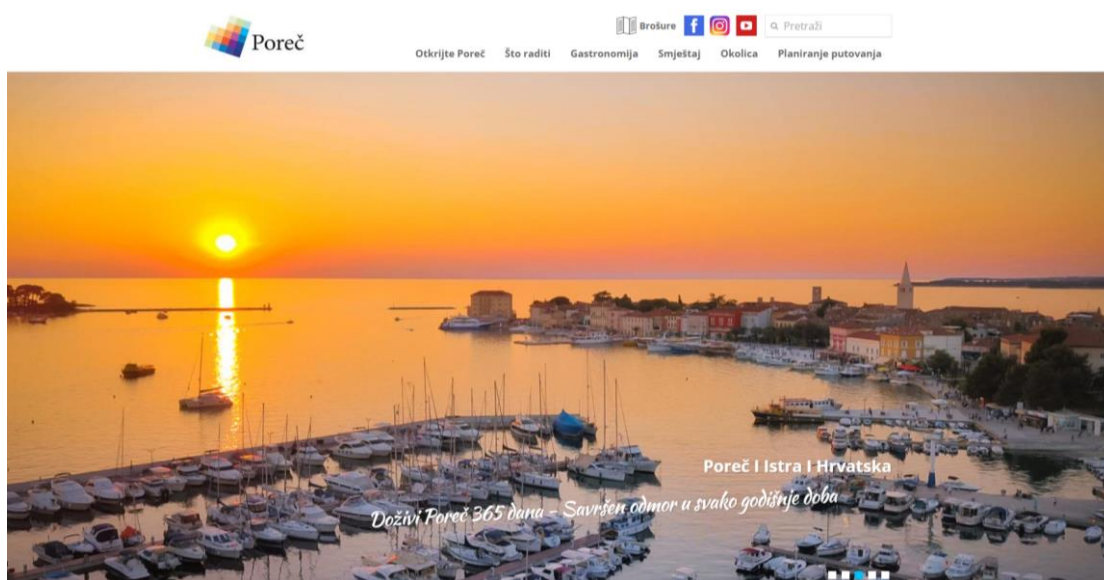 Poreč
Brošure
Pretraži
Otkrijte Poreč Što raditi Gastronomija Smještaj Okolica Planiranje putovanja
Poreč I Istra I Hrvatska
Doživi Poreč 365 dana – Savršen odmor u svako godišnje doba